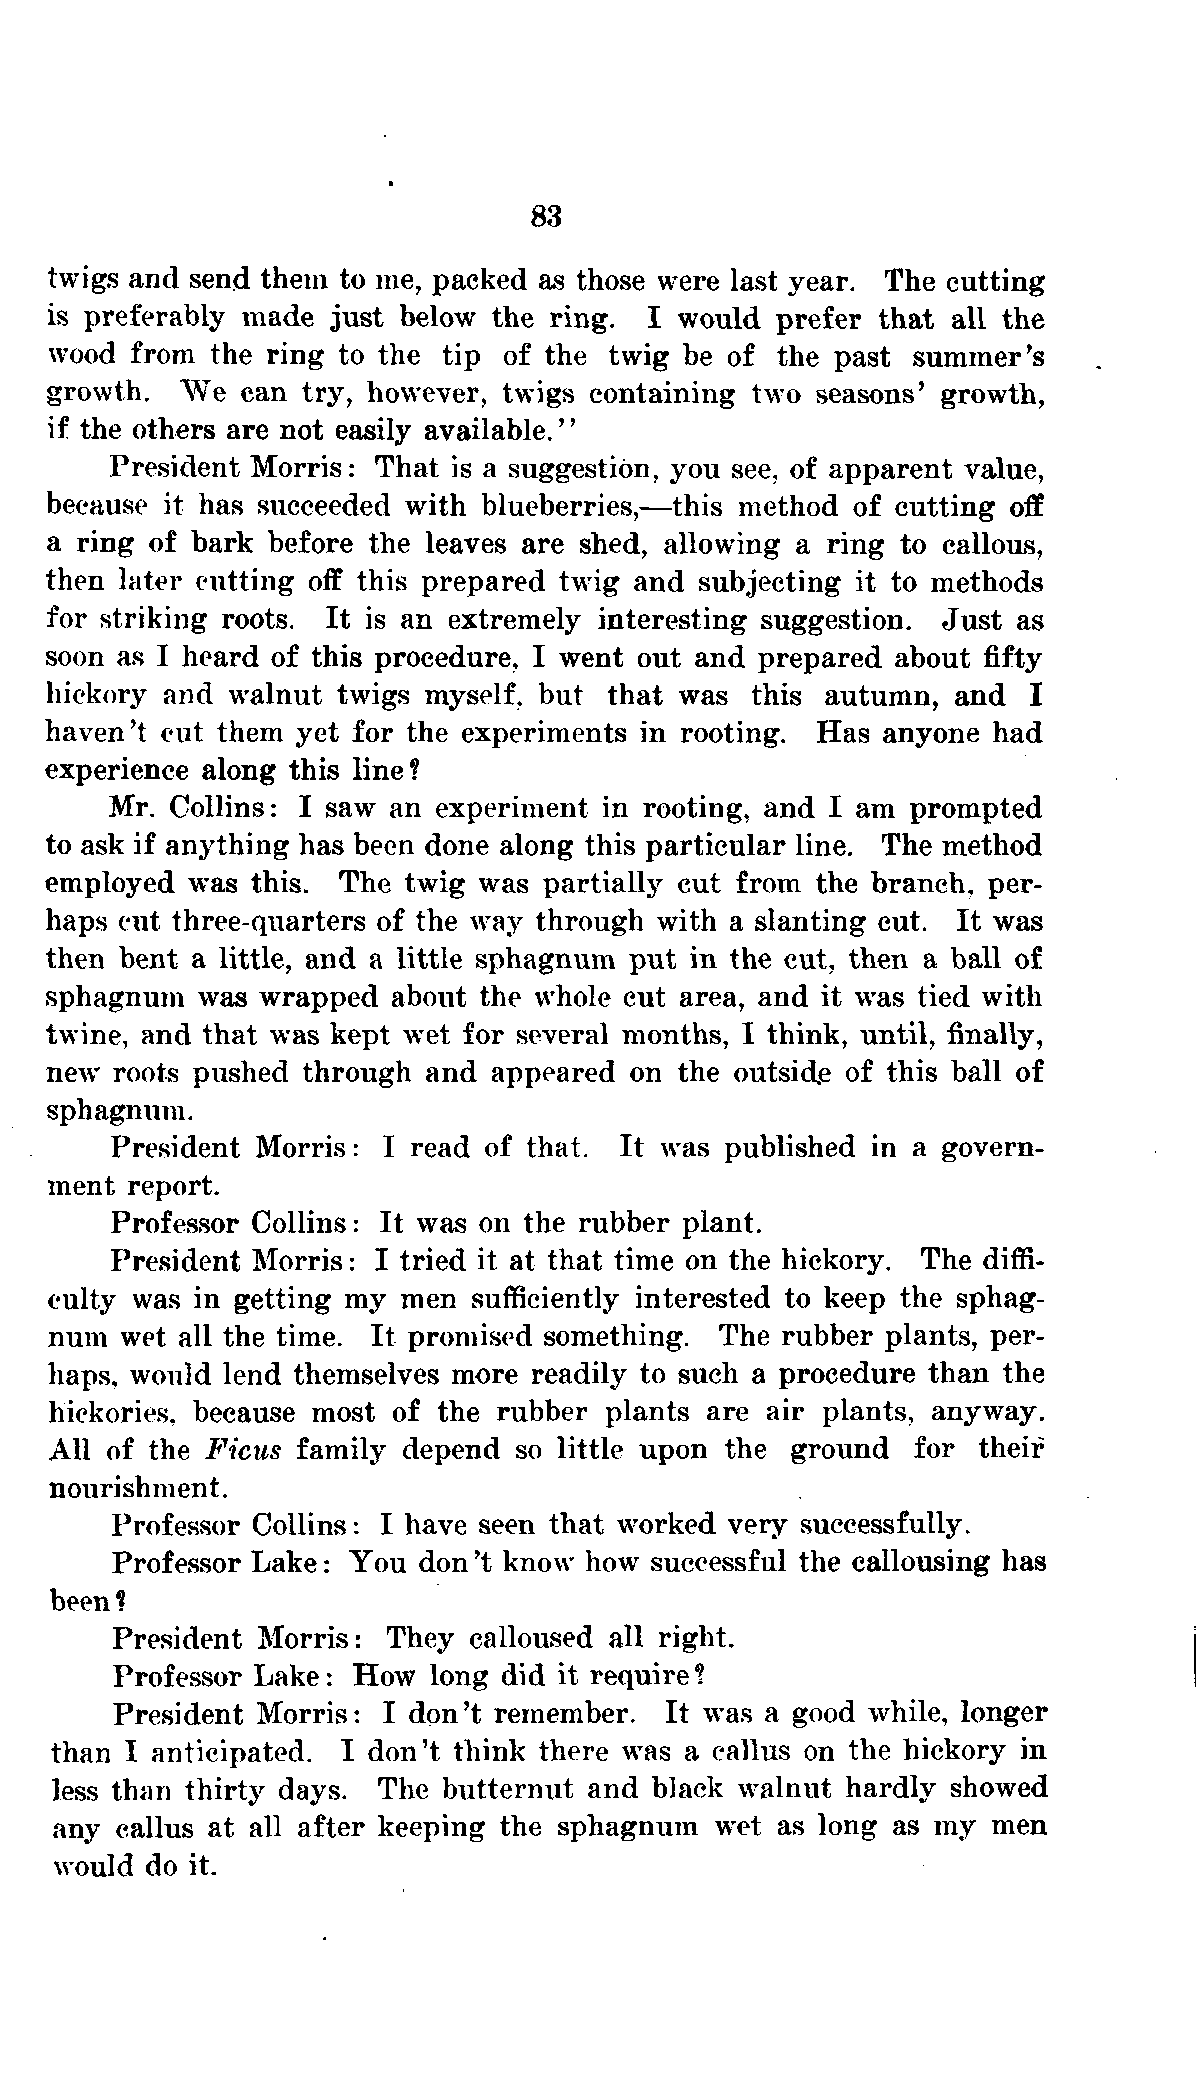 83
twigs and send them to me, packed as those were last year. The cutting
is preferably made just below the ring. I would prefer that all the
wood from the ring to the tip of the twig be of the past summer's
growth. We can try, however, twigs containing two seasons' growth,
if the others are not easily available.''
President Morris: That is a suggestion, you see, of apparent value,
because it has succeeded with blueberries,—this method of cutting off
a ring of bark before the leaves are shed, allowing a ring to callous,
then later cutting off this prepared twig and subjecting it to methods
for striking roots. It is an extremely interesting suggestion. Just as
soon as I heard of this procedure, I went out and prepared about fifty
hickory and walnut twigs myself, but that was this autumn, and I
haven't cut them yet for the experiments in rooting. Has anyone had
experience along this line?
Mr. Collins: I saw an experiment in rooting, and I am prompted
to ask if anything has been done along this particular line. The method
employed was this. The twig was partially cut from the branch, per-
haps cut three-quarters of the way through with a slanting cut. It was
then bent a little, and a little sphagnum put in the cut, then a ball of
sphagnum was wrapped about the whole cut area, and it was tied with
twine, and that was kept wet for several months, I think, until, finally,
new roots pushed through and appeared on the outside of this ball of
sphagnum.
President Morris: I read of that. It was published in a govern-
ment report.
Professor Collins: It was on the rubber plant.
President Morris: I tried it at that time on the hickory. The diffi-
culty was in getting my men sufficiently interested to keep the sphag-
num wet all the time. It promised something. The rubber plants, per-
haps, would lend themselves more readily to such a procedure than the
hickories, because most of the rubber plants are air plants, anyway.
All of the Ficus family depend so little upon the ground for their
nourishment.
Professor Collins: I have seen that worked very successfully.
Professor Lake: You don't know how successful the callousing has
been?
President Morris: They calloused all right.
Professor Lake: How long did it require?
President Morris: I don't remember. It was a good while, longer
than I anticipated. I don't think there was a callus on the hickory in
less than thirty days. The butternut and black walnut hardly showed
any callus at all after keeping the sphagnum wet as long as my men
would do it.